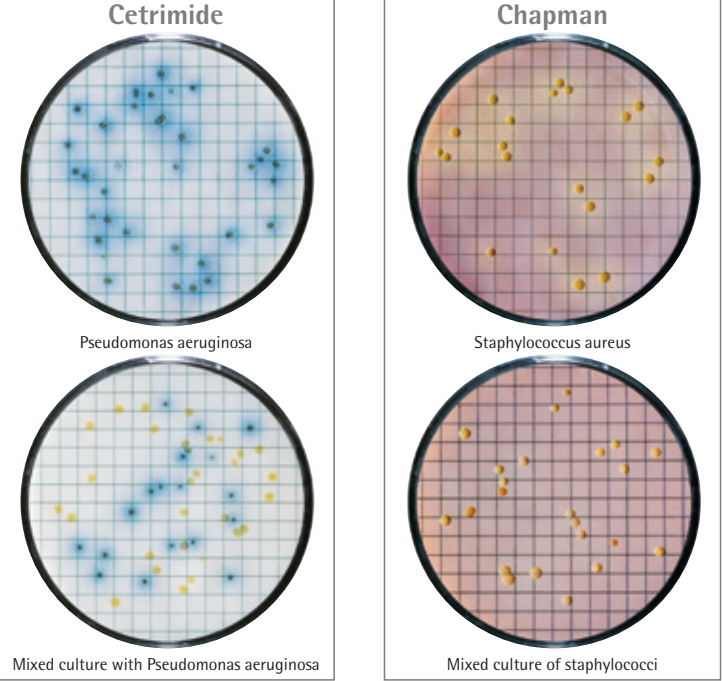 Cetrimide
Pseudomonas aeruginosa
Mixed culture with Pseudomonas aeruginosa
Chapman
Staphylococcus aureus
Mixed culture of staphylococci